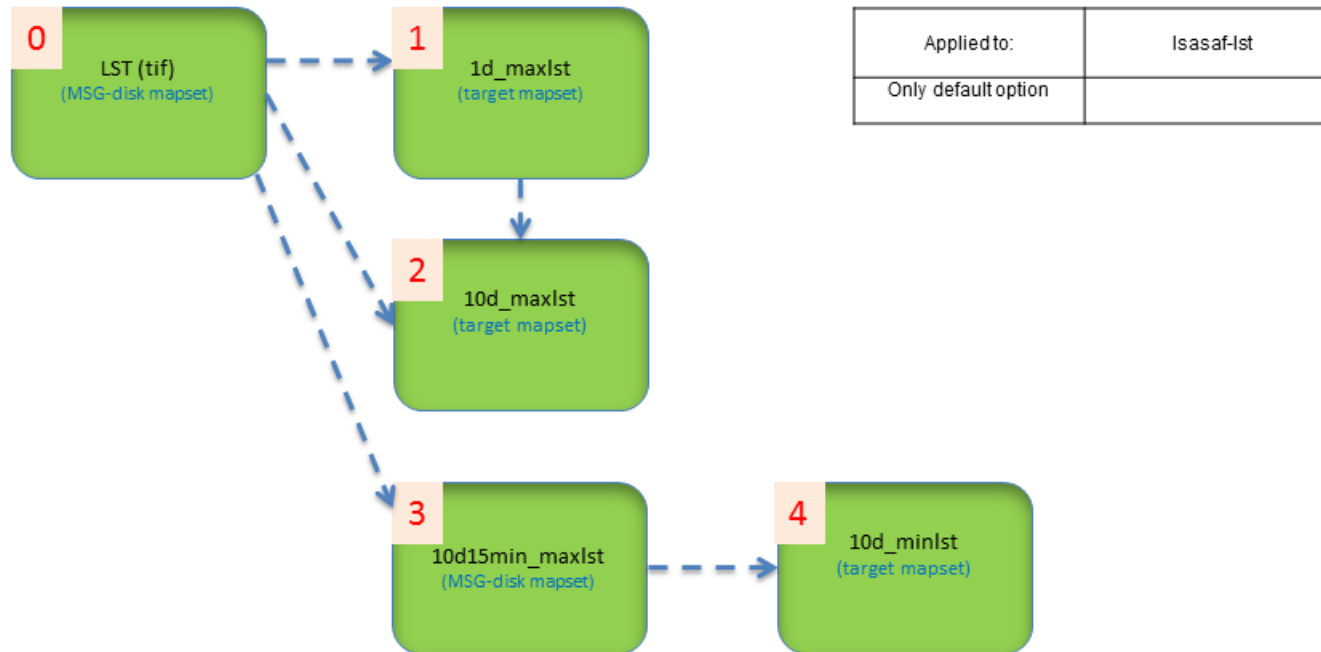 0
LST (tif)
(MSG-disk mapset)
1
1d_maxlst
(target mapset)
Applied to:
lsasaf-lst
Only default option
2
10d_maxlst
(target mapset)
3
10d15min_maxlst
(MSG-disk mapset)
4
10d_minlst
(target mapset)